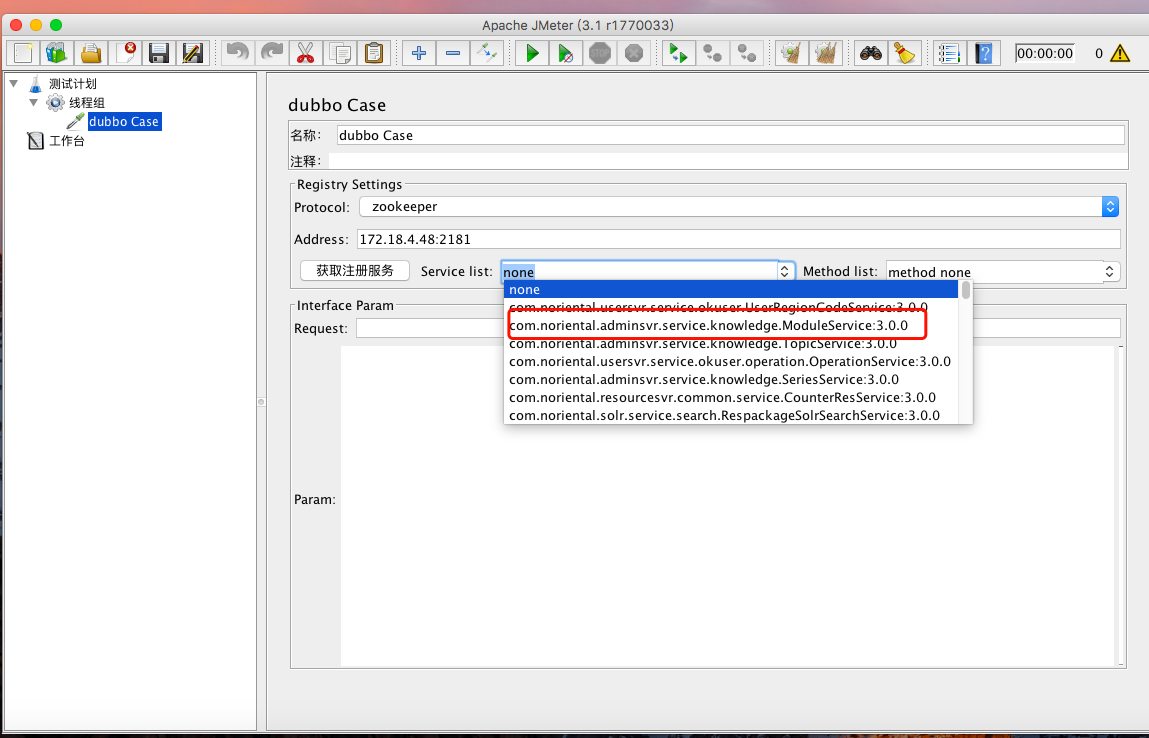 Apache JMeter (3.1 r1770033)
00:00:00 0
测试计划
线程组
dubbo Case
工作台
dubbo Case
名称: dubbo Case
注释:
Registry Settings
Protocol: zookeeper
Address: 172.18.4.48:2181
获取注册服务 Service list: none Method list: method none
none
com.noriental.usersvr.service.okuser.UserRegionCodeService:3.0.0
com.noriental.adminsvr.service.knowledge.ModuleService:3.0.0
com.noriental.adminsvr.service.knowledge.TopicService:3.0.0
com.noriental.usersvr.service.okuser.operation.OperationService:3.0.0
com.noriental.adminsvr.service.knowledge.SeriesService:3.0.0
com.noriental.resourcesvr.common.service.CounterResService:3.0.0
com.noriental.solr.service.search.RespackageSolrSearchService:3.0.0
Interface Param
Request:
Param: